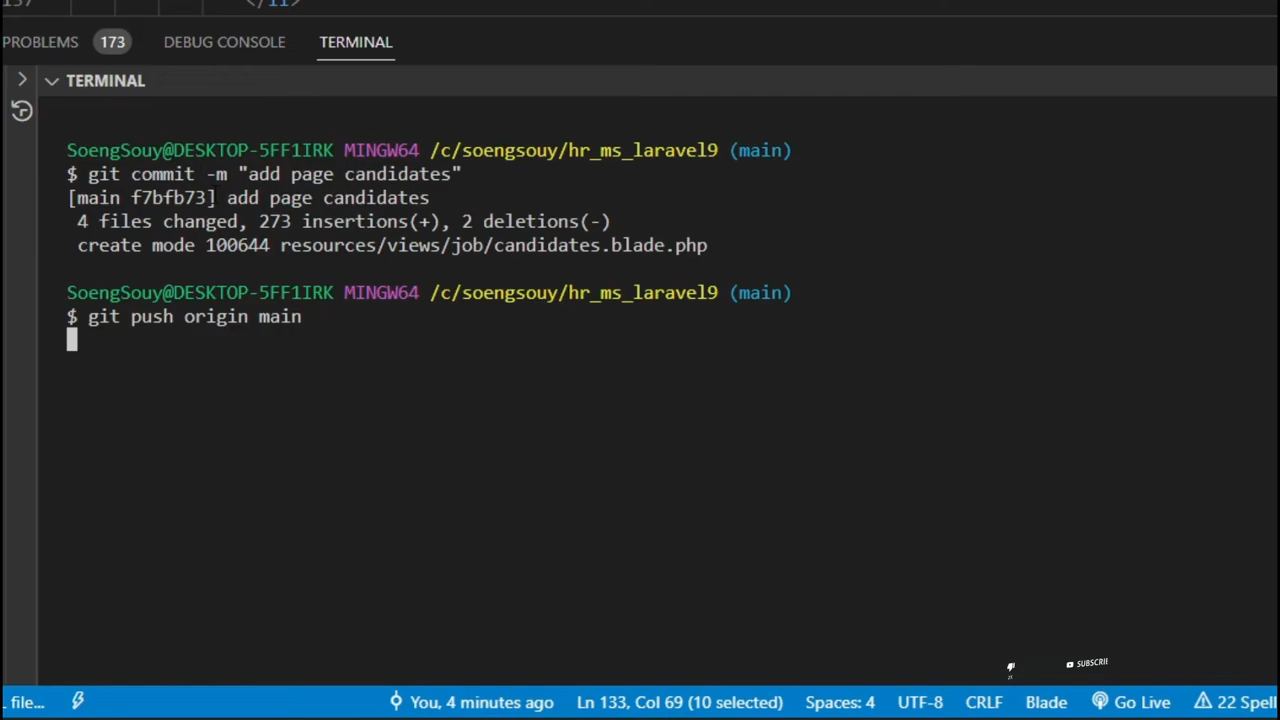 PROBLEMS 173 DEBUG CONSOLE TERMINAL
TERMINAL
SoengSouy@DESKTOP-5FF1IRK MINGW64 /c/soengsouy/hr_ms_laravel9 (main)
$ git commit -m "add page candidates"
[main f7bfb73] add page candidates
4 files changed, 273 insertions(+), 2 deletions(-)
create mode 100644 resources/views/job/candidates.blade.php
SoengSouy@DESKTOP-5FF1IRK MINGW64 /c/soengsouy/hr_ms_laravel9 (main)
$ git push origin main
SUBSCRII
file... You, 4 minutes ago Ln 133, Col 69 (10 selected) Spaces: 4 UTF-8 CRLF Blade Go Live 22 Spell